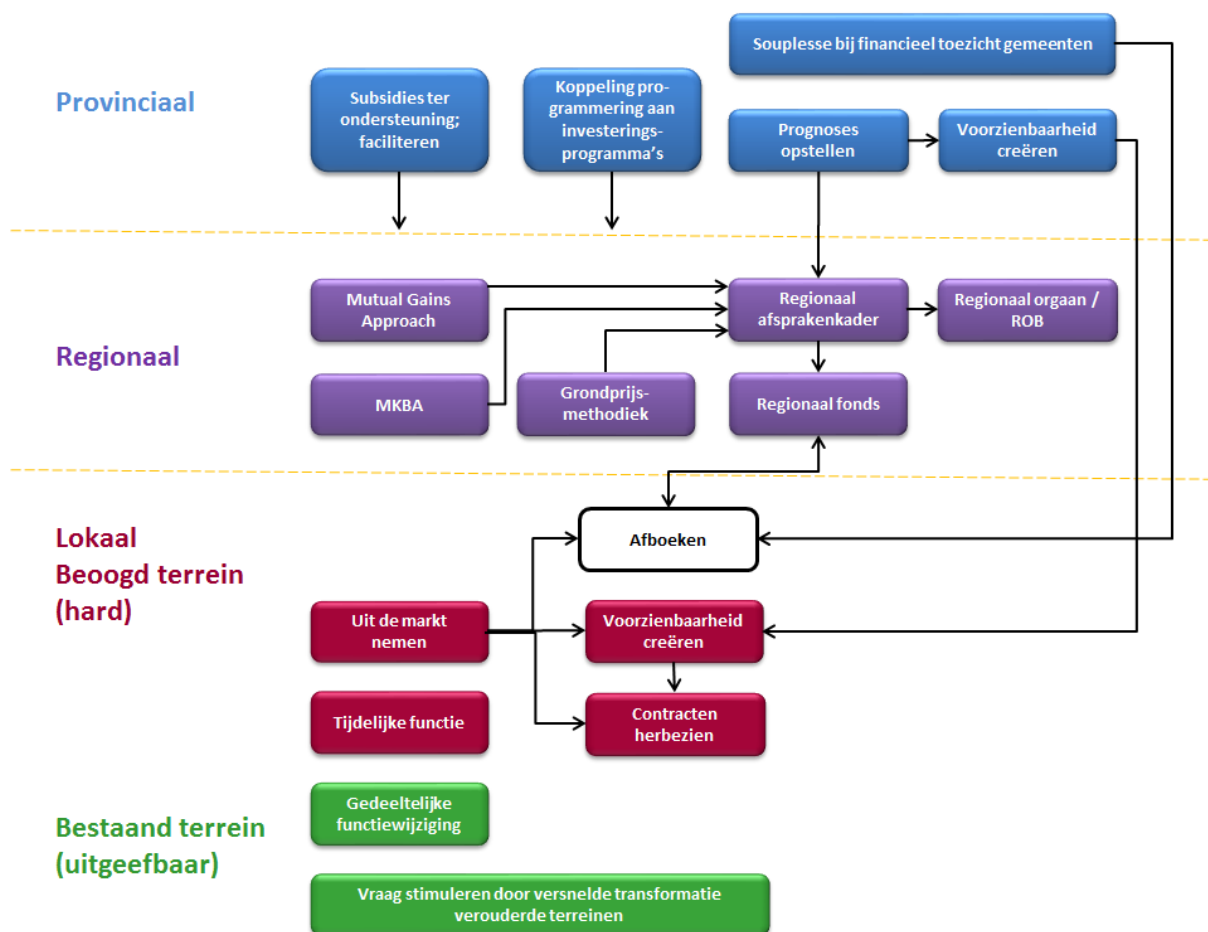 Souplesse bij financieel toezicht gemeenten
Provinciaal
Subsidies ter
ondersteuning;
faciliteren
Koppeling pro-
grammering aan
investerings-
programma's
Prognoses
opstellen
Voorzienbaarheid
creëren
Regionaal
Mutual Gains
Approach
Regionaal
afsprakenkader
Regionaal orgaan /
ROB
MKBA
Grondprijs-
methodiek
Regionaal fonds
Lokaal
Beoogd terrein
(hard)
Afboeken
Uit de markt
nemen
Voorzienbaarheid
creëren
Tijdelijke functie
Contracten
herbezien
Bestaand terrein
(uitgeefbaar)
Gedeeltelijke
functiewijziging
Vraag stimuleren door versnelde transformatie
verouderde terreinen